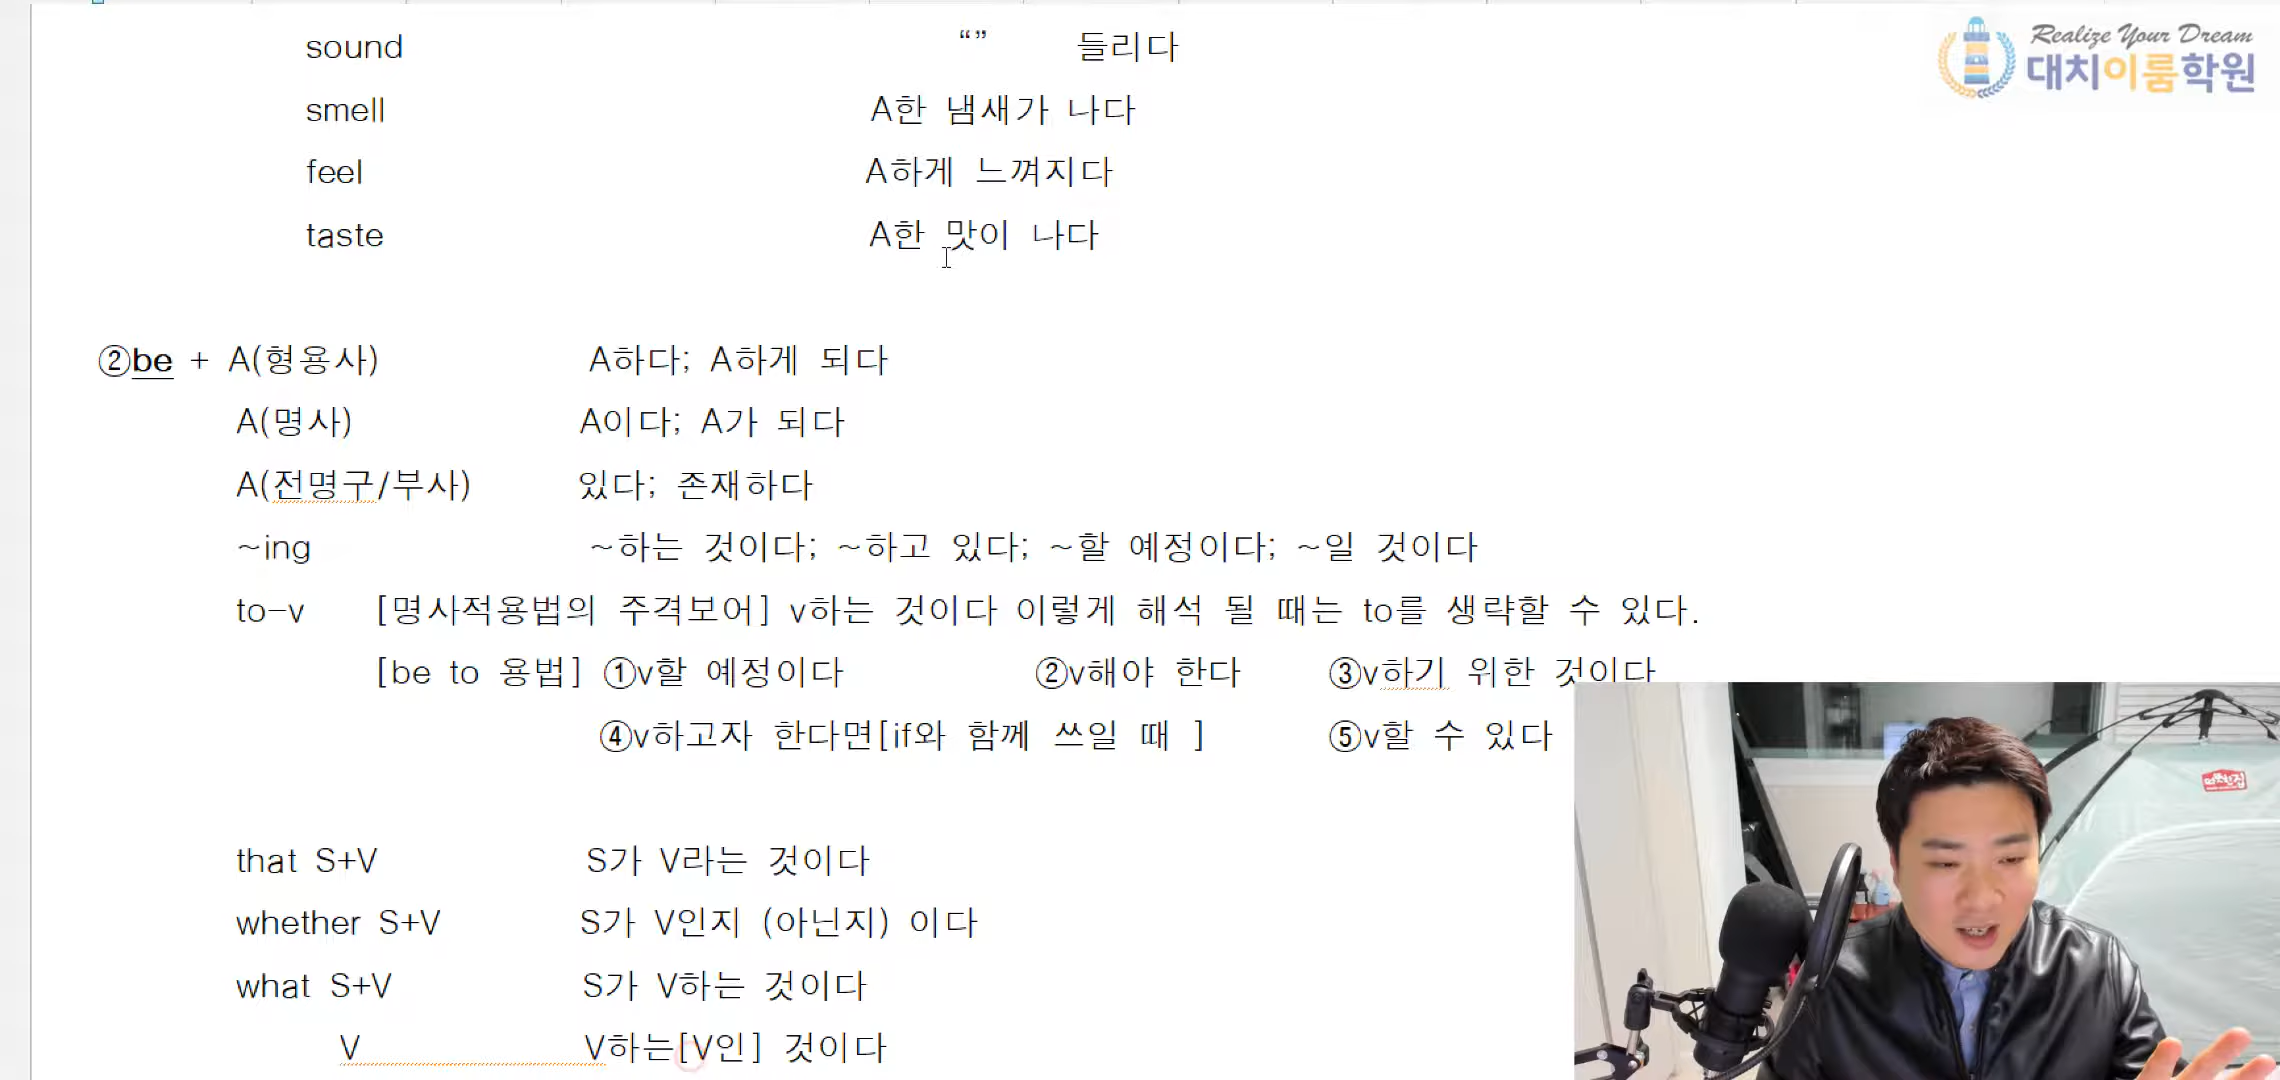 Realize Your Dream
대치이룸학원
sound “” 들리다
smell A한 냄새가 나다
feel A하게 느껴지다
taste A한 맛이 나다
②be + A(형용사) A하다; A하게 되다
A(명사) A이다; A가 되다
A(전명구/부사) 있다; 존재하다
~ing ~하는 것이다; ~하고 있다; ~할 예정이다; ~일 것이다
to-v [명사적용법의 주격보어] v하는 것이다 이렇게 해석 될 때는 to를 생략할 수 있다.
[be to 용법] ①v할 예정이다 ②v해야 한다 ③v하기 위한 것이다
④v하고자 한다면[if와 함께 쓰일 때 ] ⑤v할 수 있다
that S+V S가 V라는 것이다
whether S+V S가 V인지 (아닌지) 이다
what S+V S가 V하는 것이다
V V하는[V인] 것이다